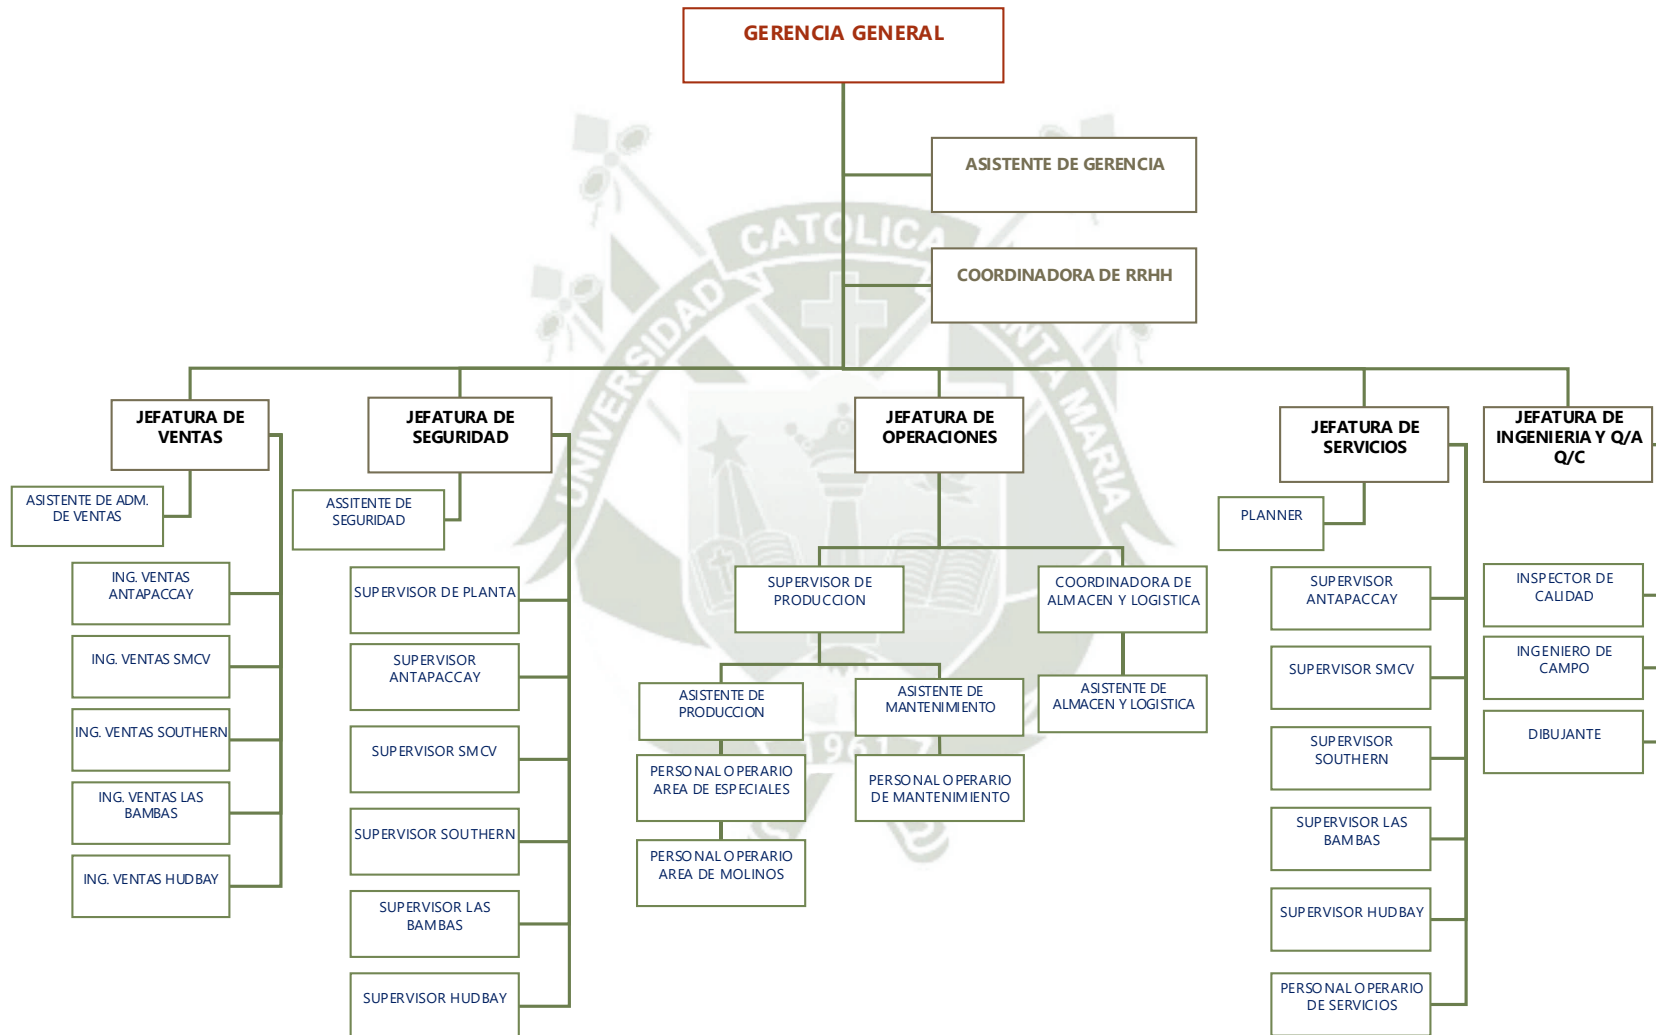 GERENCIA GENERAL
ASISTENTE DE GERENCIA
COORDINADORA DE RRHH
JEFATURA DE
VENTAS
JEFATURA DE
SEGURIDAD
JEFATURA DE
OPERACIONES
JEFATURA DE
SERVICIOS
JEFATURA DE
INGENIERIA Y Q/A
Q/C
ASISTENTE DE ADM.
DE VENTAS
ING. VENTAS
ANTAPACCAY
ING. VENTAS SMCV
ING. VENTAS SOUTHERN
ING. VENTAS LAS
BAMBAS
ING. VENTAS HUDBAY
ASSITENTE DE
SEGURIDAD
SUPERVISOR DE PLANTA
SUPERVISOR
ANTAPACCAY
SUPERVISOR SMCV
SUPERVISOR SOUTHERN
SUPERVISOR LAS
BAMBAS
SUPERVISOR HUDBAY
SUPERVISOR DE
PRODUCCION
COORDINADORA DE
ALMACEN Y LOGISTICA
ASISTENTE DE
PRODUCCION
ASISTENTE DE
MANTENIMIENTO
ASISTENTE DE
ALMACEN Y LOGISTICA
PERSONAL OPERARIO
AREA DE ESPECIALES
PERSONAL OPERARIO
DE MANTENIMIENTO
PERSONAL OPERARIO
AREA DE MOLINOS
PLANNER
SUPERVISOR
ANTAPACCAY
SUPERVISOR SMCV
SUPERVISOR
SOUTHERN
SUPERVISOR LAS
BAMBAS
SUPERVISOR HUDBAY
PERSONAL OPERARIO
DE SERVICIOS
INSPECTOR DE
CALIDAD
INGENIERO DE
CAMPO
DIBUJANTE
UNIVERSIDAD
CATOLICA
MARIA
1961